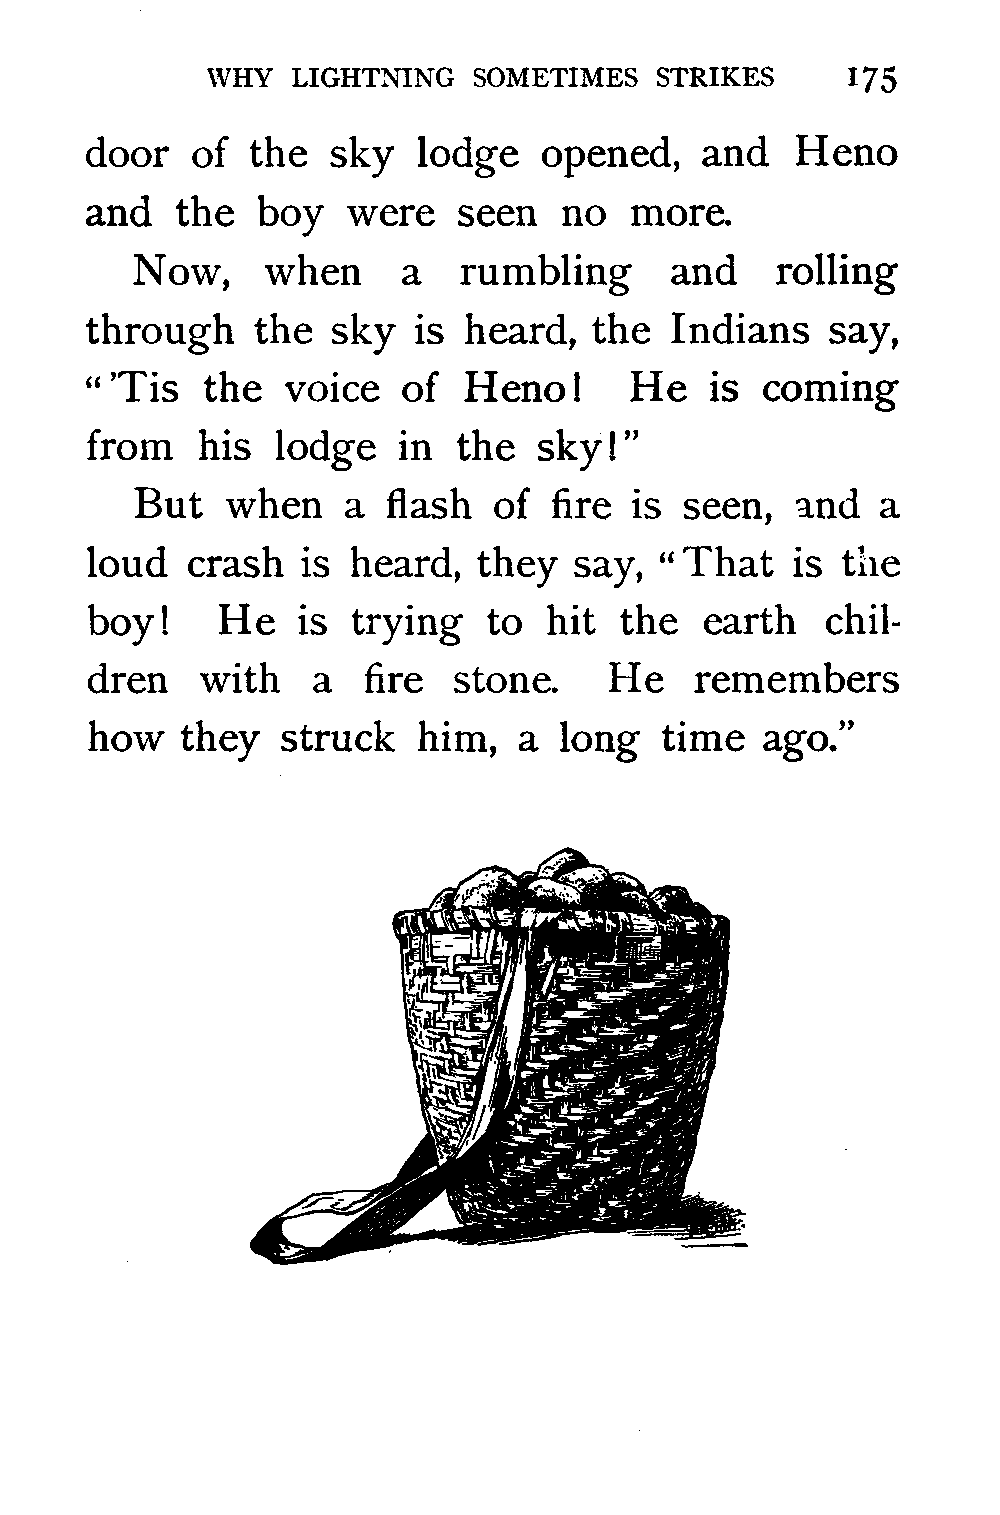 WHY LIGHTNING SOMETIMES STRIKES 175
door of the sky lodge opened, and Heno
and the boy were seen no more.
Now, when a rumbling and rolling
through the sky is heard, the Indians say,
“’Tis the voice of Heno! He is coming
from his lodge in the sky!”
But when a flash of fire is seen, and a
loud crash is heard, they say, “That is the
boy! He is trying to hit the earth chil-
dren with a fire stone. He remembers
how they struck him, a long time ago.”